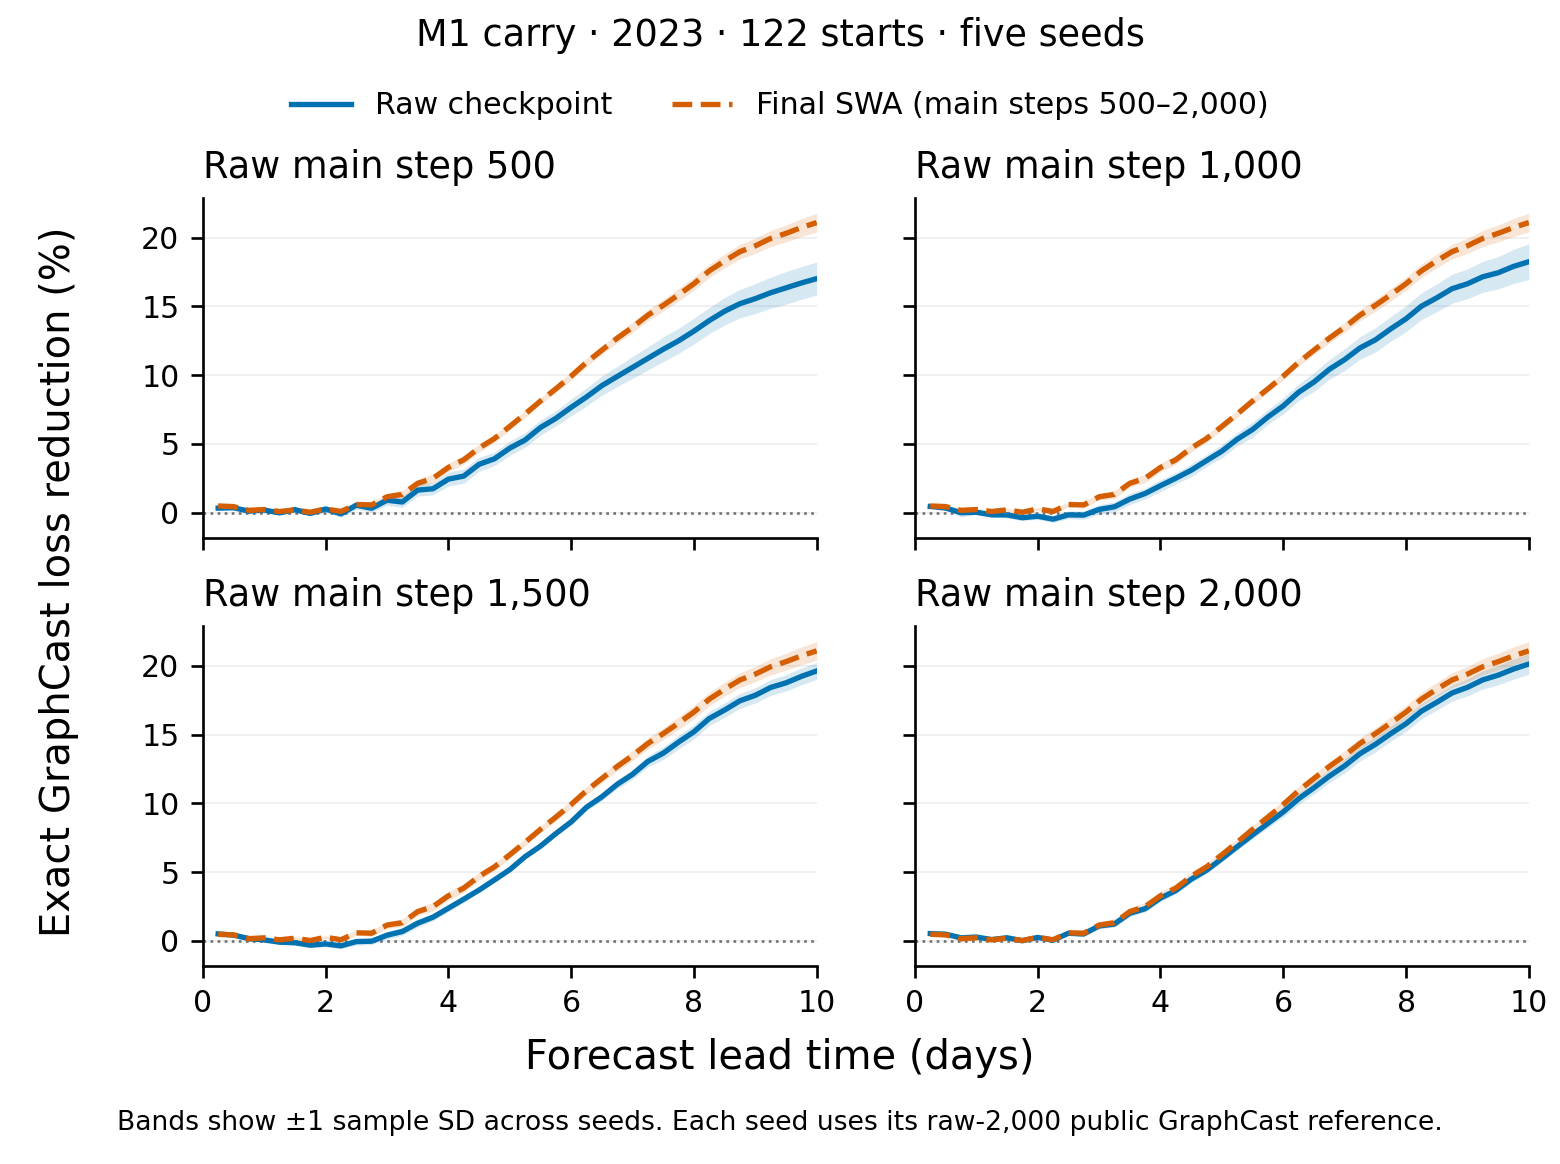 M1 carry · 2023 · 122 starts · five seeds
Raw checkpoint
Final SWA (main steps 500–2,000)
Exact GraphCast loss reduction (%)
Raw main step 500
20
15
10
5
0
Raw main step 1,000
Raw main step 1,500
20
15
10
5
0
0 2 4 6 8 10
Raw main step 2,000
0 2 4 6 8 10
Forecast lead time (days)
Bands show ±1 sample SD across seeds. Each seed uses its raw-2,000 public GraphCast reference.